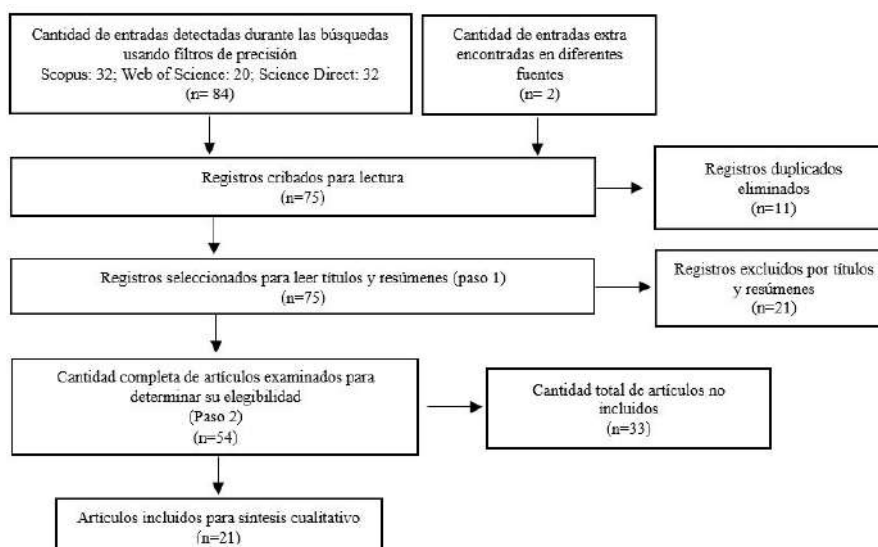 Cantidad de entradas detectadas durante las búsquedas
usando filtros de precisión
Scopus: 32; Web of Science: 20; Science Direct: 32
(n= 84)
Cantidad de entradas extra
encontradas en diferentes
fuentes
(n= 2)
Registros cribados para lectura
(n=75)
Registros duplicados
eliminados
(n=11)
Registros seleccionados para leer títulos y resúmenes (paso 1)
(n=75)
Registros excluidos por títulos
y resúmenes
(n=21)
Cantidad completa de artículos examinados para
determinar su elegibilidad
(Paso 2)
(n=54)
Cantidad total de artículos no
incluidos
(n=33)
Artículos incluidos para síntesis cualitativo
(n=21)